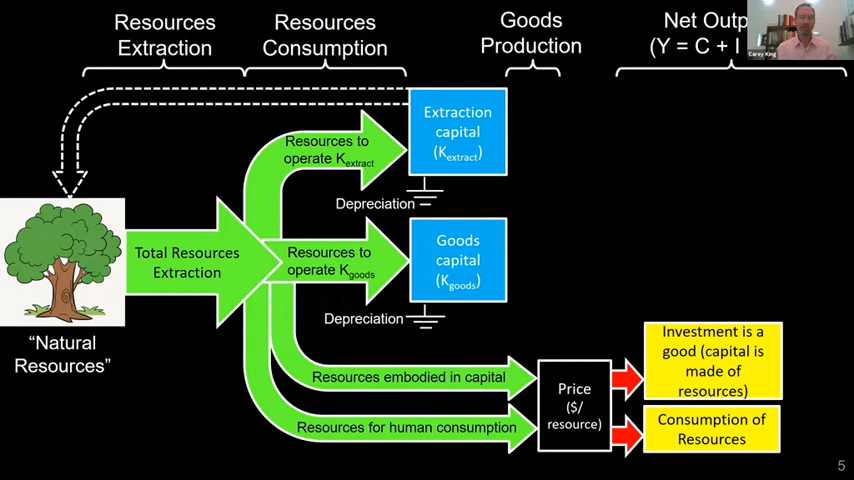 Resources
Extraction
Resources
Consumption
Goods
Production
Net Outp
(Y = C + I
Carey King
Extraction
capital
(Kextract)
Resources to
operate Kextract
Depreciation
Goods
capital
(Kgoods)
Total Resources
Extraction
Resources to
operate Kgoods
Depreciation
"Natural
Resources"
Investment is a
good (capital is
made of
resources)
Resources embodied in capital
Price
($/
resource)
Resources for human consumption
Consumption of
Resources
5